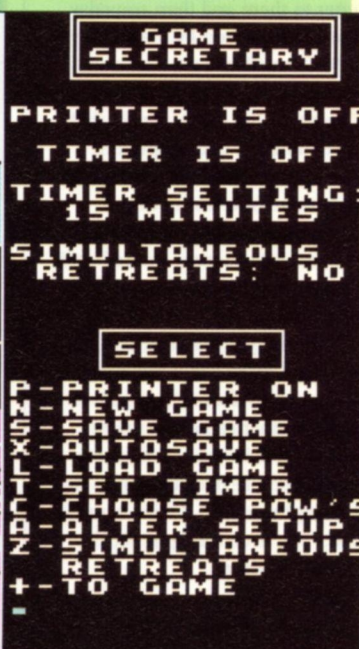 GAME
SECRETARY
PRINTER IS OFF
TIMER IS OFF
TIMER SETTING:
15 MINUTES
SIMULTANEOUS
RETREATS: NO
SELECT
P-PRINTER ON
N-NEW GAME
S-SAVE GAME
X-AUTOSAVE
L-LOAD GAME
T-SET TIMER
C-CHOOSE POW'S
A-ALTER SETUP
Z-SIMULTANEOUS
RETREATS
+-TO GAME